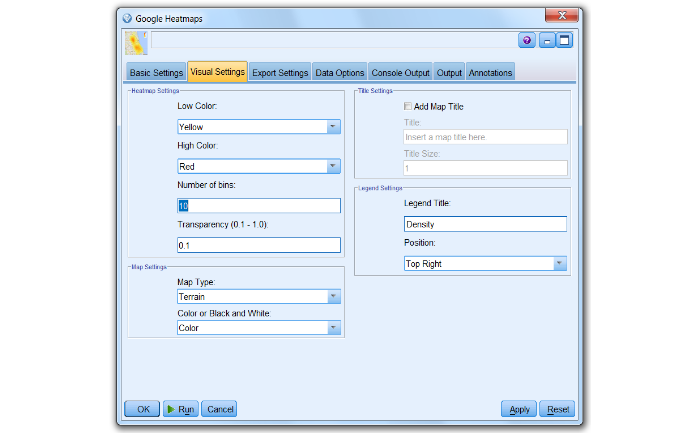 Google Heatmaps
Basic Settings
Visual Settings
Export Settings
Data Options
Console Output
Output
Annotations
Heatmap Settings
Low Color:
Yellow
High Color:
Red
Number of bins:
10
Transparency (0.1 - 1.0):
0.1
Map Settings
Map Type:
Terrain
Color or Black and White:
Color
Title Settings
Add Map Title
Title:
Insert a map title here.
Title Size:
1
Legend Settings
Legend Title:
Density
Position:
Top Right
OK
Run
Cancel
Apply
Reset